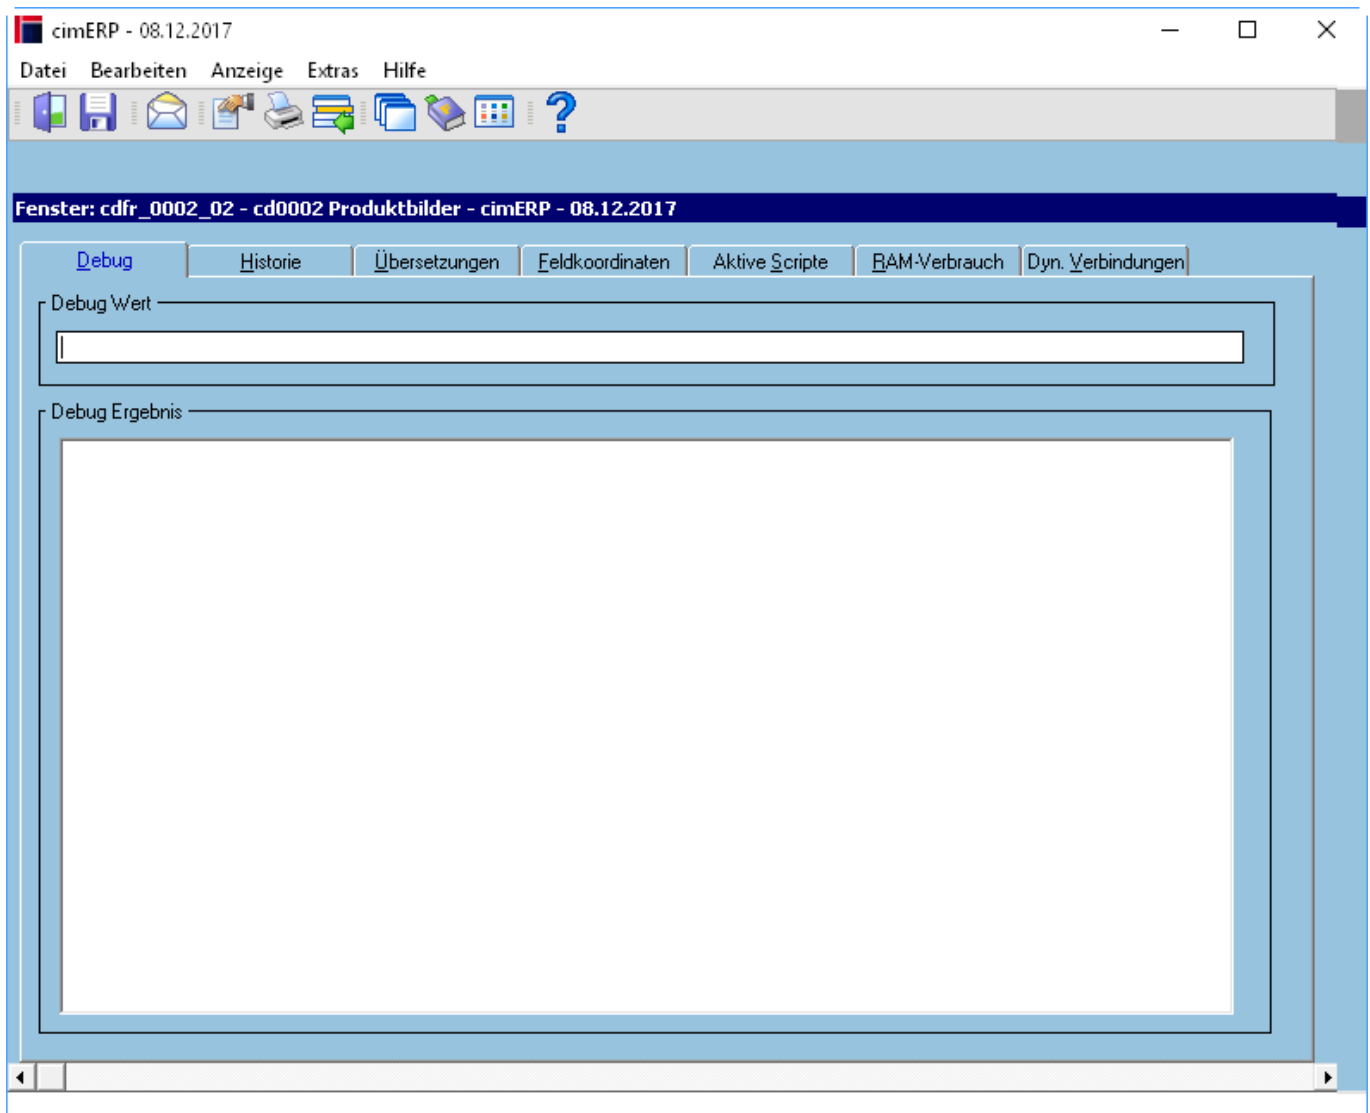 cimERP - 08.12.2017
Datei Bearbeiten Anzeige Extras Hilfe
Fenster: cdfr_0002_02 - cd0002 Produktbilder - cimERP - 08.12.2017
Debug Historie Übersetzungen Feldkoordinaten Aktive Scripte RAM-Verbrauch Dyn. Verbindungen
Debug Wert
Debug Ergebnis